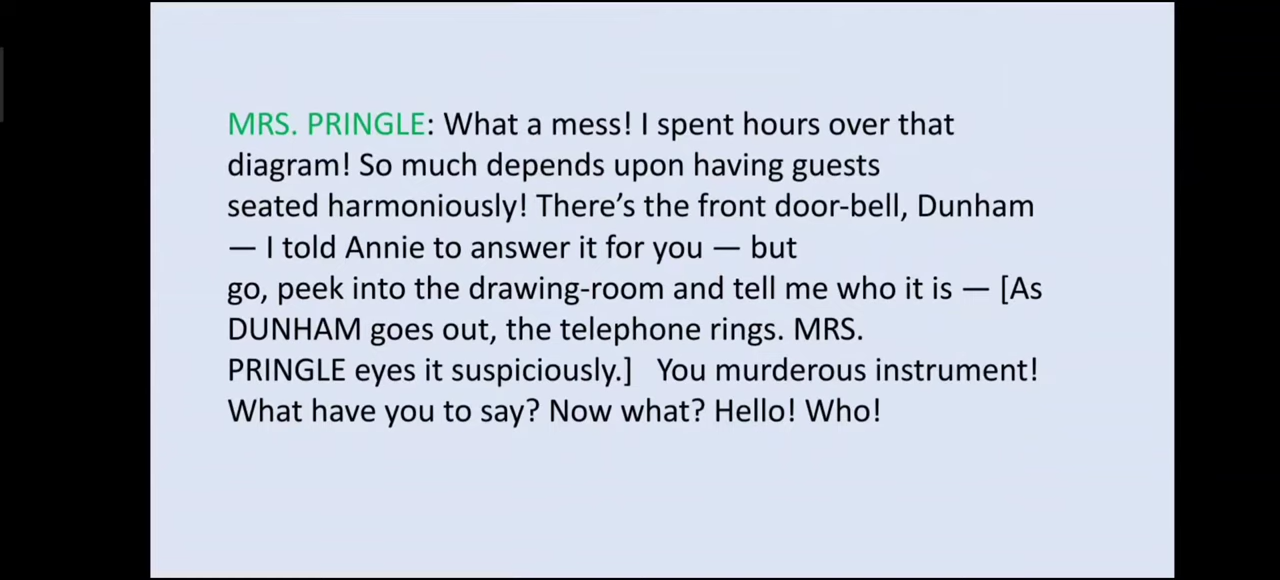 MRS. PRINGLE: What a mess! I spent hours over that
diagram! So much depends upon having guests
seated harmoniously! There’s the front door-bell, Dunham
— I told Annie to answer it for you — but
go, peek into the drawing-room and tell me who it is — [As
DUNHAM goes out, the telephone rings. MRS.
PRINGLE eyes it suspiciously.]   You murderous instrument!
What have you to say? Now what? Hello! Who!